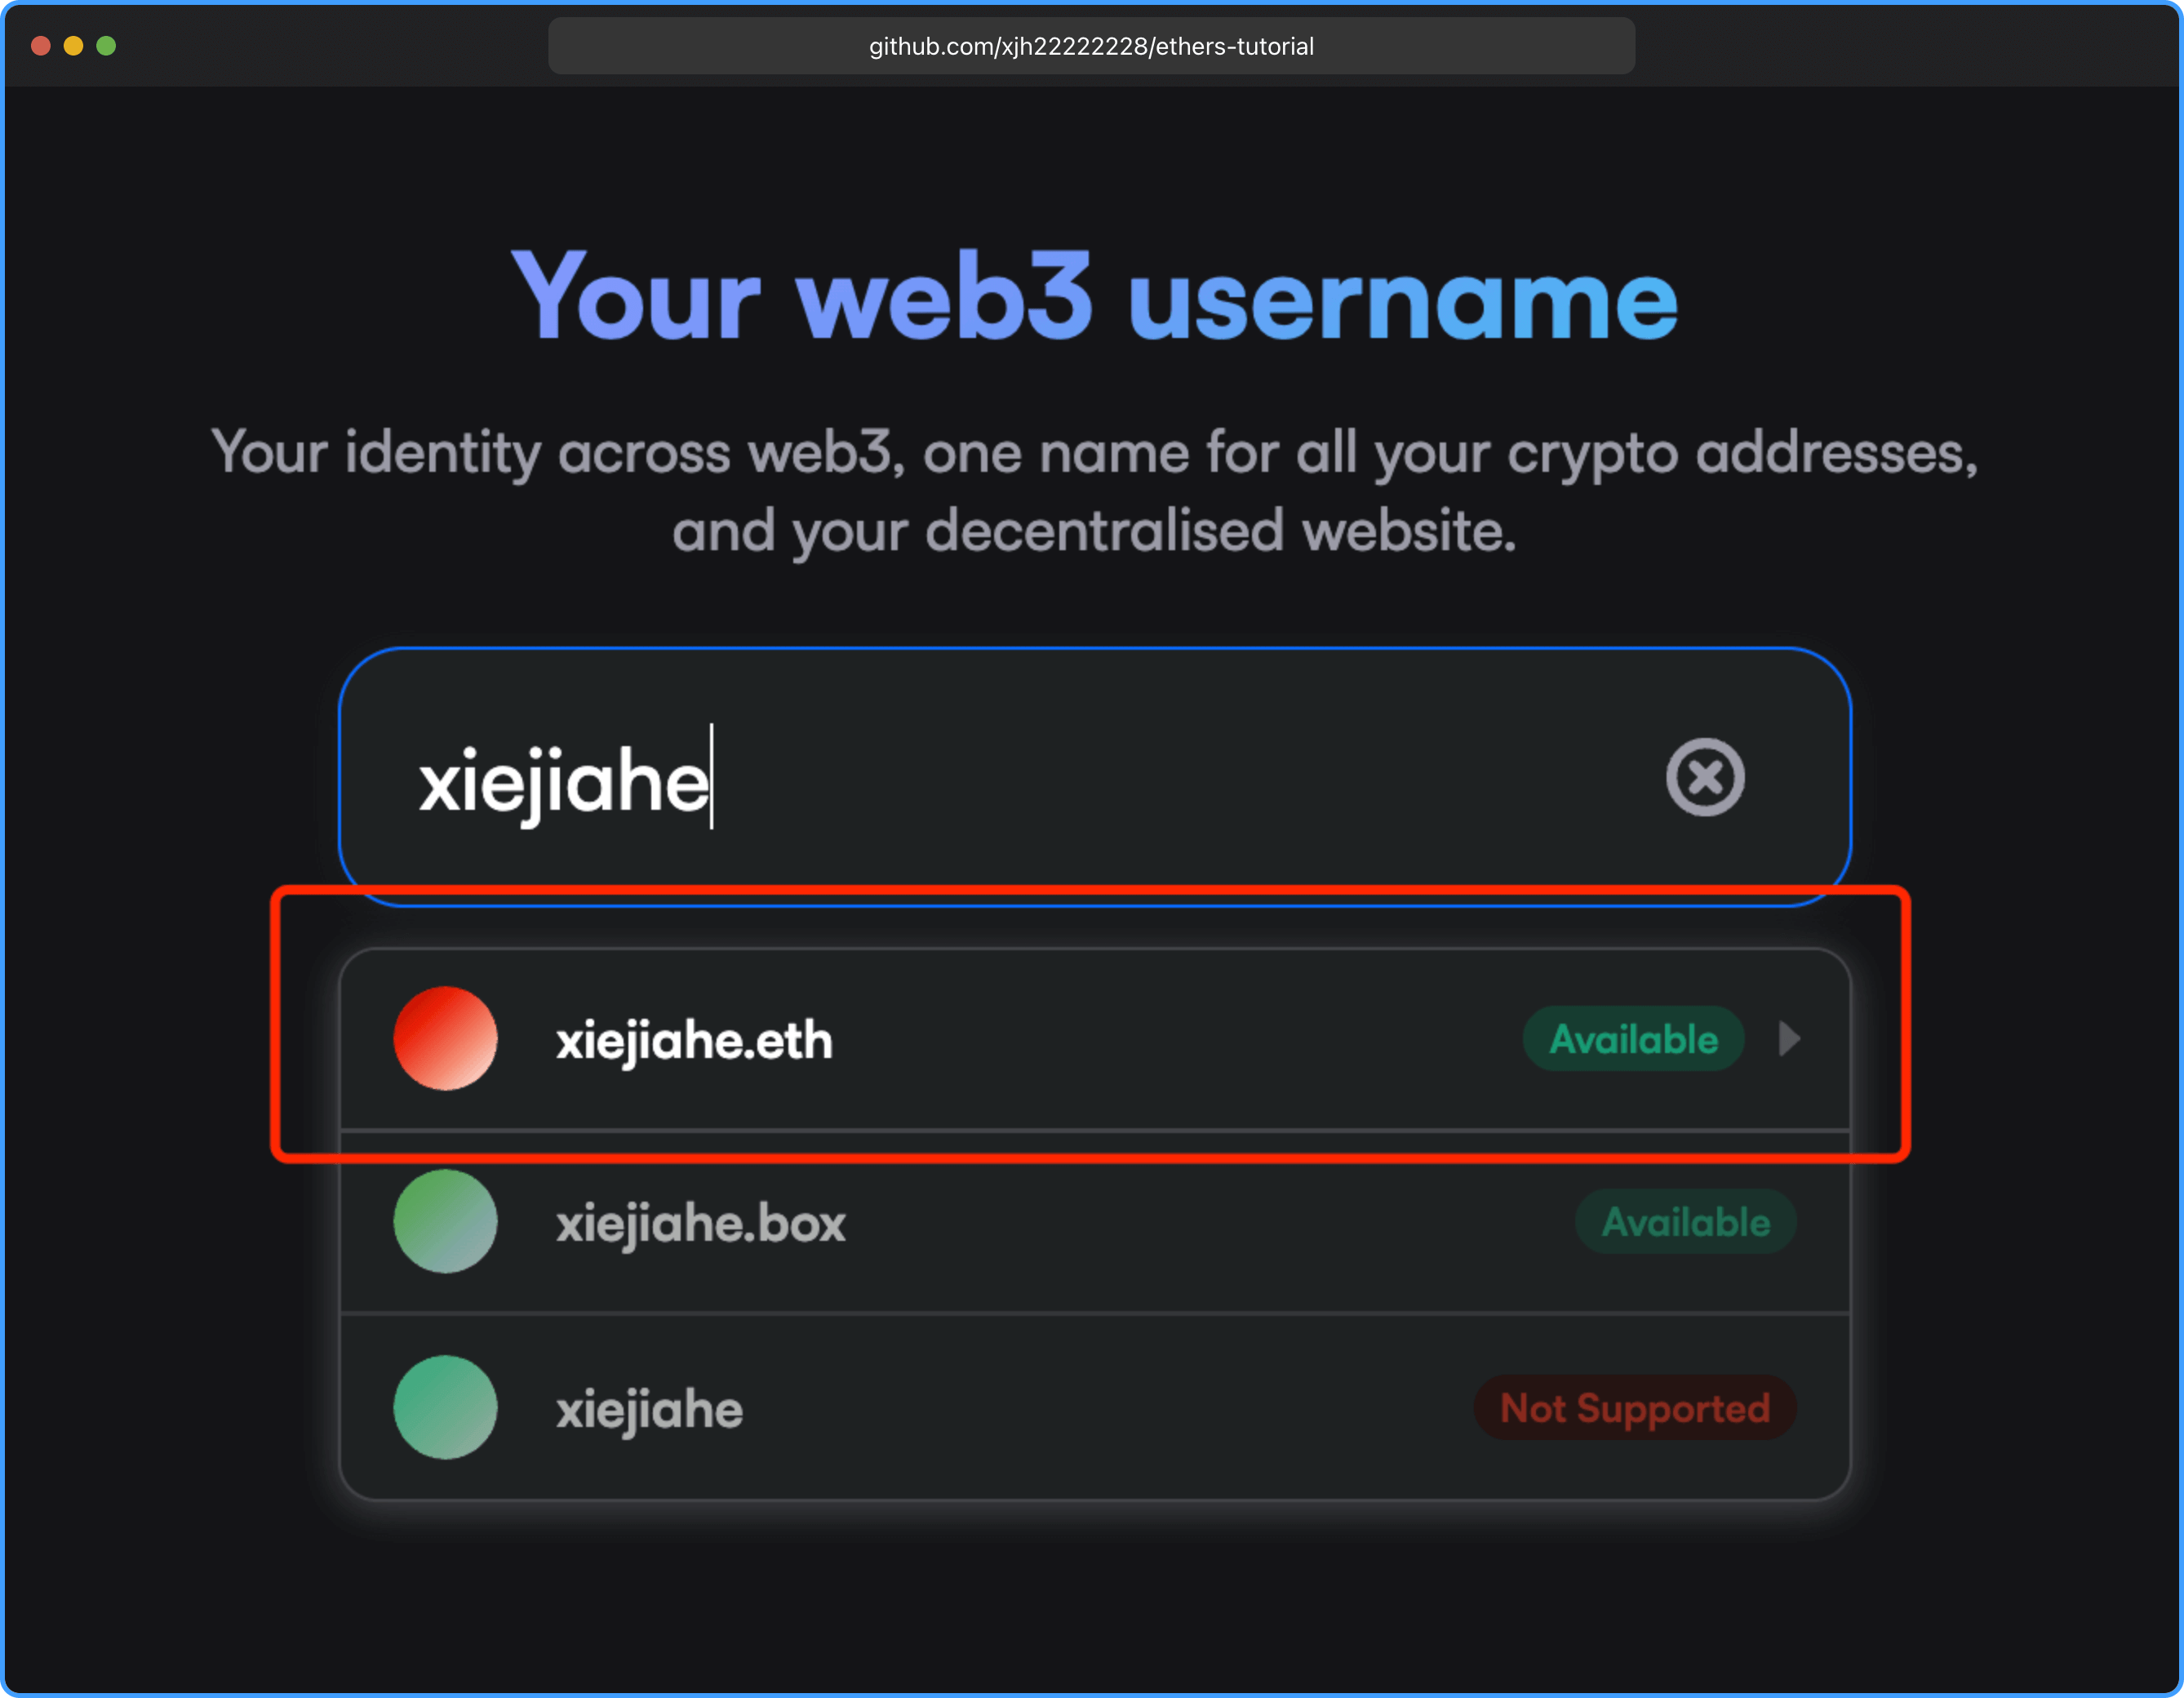 github.com/xjh22222228/ethers-tutorial
Your web3 username
Your identity across web3, one name for all your crypto addresses,
and your decentralised website.
xiejiahe
xiejiahe.eth Available
xiejiahe.box Available
xiejiahe Not Supported